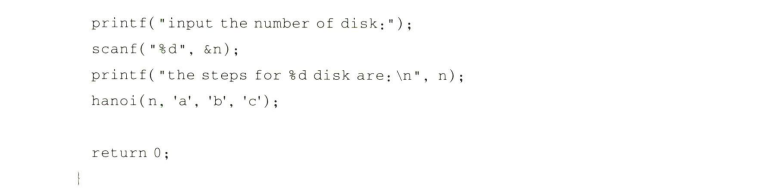 printf("input the number of disk:");
scanf("%d", &n);
printf("the steps for %d disk are: \n", n);
hanoi(n, 'a', 'b', 'c');
return 0;
}